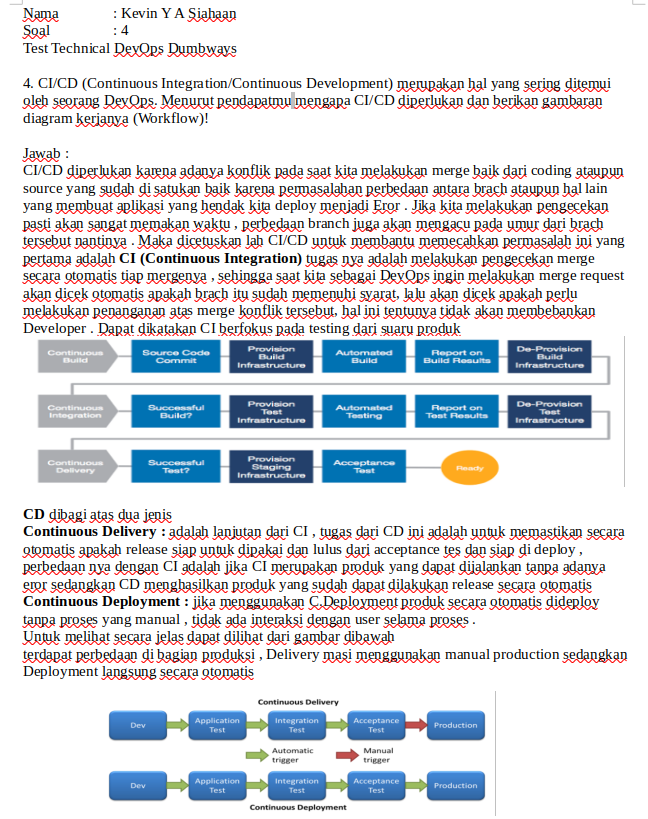 Nama : Kevin Y A Siahaan
Soal : 4
Test Technical DevOps Dumbways
4. CI/CD (Continuous Integration/Continuous Development) merupakan hal yang sering ditemui
oleh seorang DevOps. Menurut pendapatmu mengapa CI/CD diperlukan dan berikan gambaran
diagram kerjanya (Workflow)!
Jawab :
CI/CD diperlukan karena adanya konflik pada saat kita melakukan merge baik dari coding ataupun
source yang sudah di satukan baik karena permasalahan perbedaan antara brach ataupun hal lain
yang membuat aplikasi yang hendak kita deploy menjadi Eror . Jika kita melakukan pengecekan
pasti akan sangat memakan waktu , perbedaan branch juga akan mengacu pada umur dari brach
tersebut nantinya . Maka dicetuskan lah CI/CD untuk membantu memecahkan permasalah ini yang
pertama adalah CI (Continuous Integration) tugas nya adalah melakukan pengecekan merge
secara otomatis tiap mergenya , sehingga saat kita sebagai DevOps ingin melakukan merge request
akan dicek otomatis apakah brach itu sudah memenuhi syarat, lalu akan dicek apakah perlu
melakukan penanganan atas merge konflik tersebut, hal ini tentunya tidak akan membebankan
Developer . Dapat dikatakan CI berfokus pada testing dari suatu produk
Continuous Build
Source Code Commit
Provision Build Infrastructure
Automated Build
Report on Build Results
De-Provision Build Infrastructure
Continuous Integration
Successful Build?
Provision Test Infrastructure
Automated Testing
Report on Test Results
De-Provision Test Infrastructure
Continuous Delivery
Successful Test?
Provision Staging Infrastructure
Acceptance Test
Ready
CD dibagi atas dua jenis
Continuous Delivery : adalah lanjutan dari CI , tugas dari CD ini adalah untuk memastikan secara
otomatis apakah release siap untuk dipakai dan lulus dari acceptance tes dan siap di deploy ,
perbedaan nya dengan CI adalah jika CI merupakan produk yang dapat dijalankan tanpa adanya
eror sedangkan CD menghasilkan produk yang sudah dapat dilakukan release secara otomatis
Continuous Deployment : jika menggunakan C.Deployment produk secara otomatis dideploy
tanpa proses yang manual , tidak ada interaksi dengan user selama proses .
Untuk melihat secara jelas dapat dilihat dari gambar dibawah
terdapat perbedaan di bagian produksi , Delivery masi menggunakan manual production sedangkan
Deployment langsung secara otomatis
Continuous Delivery
Dev
Application Test
Integration Test
Acceptance Test
Production
Automatic trigger
Manual trigger
Dev
Application Test
Integration Test
Acceptance Test
Production
Continuous Deployment